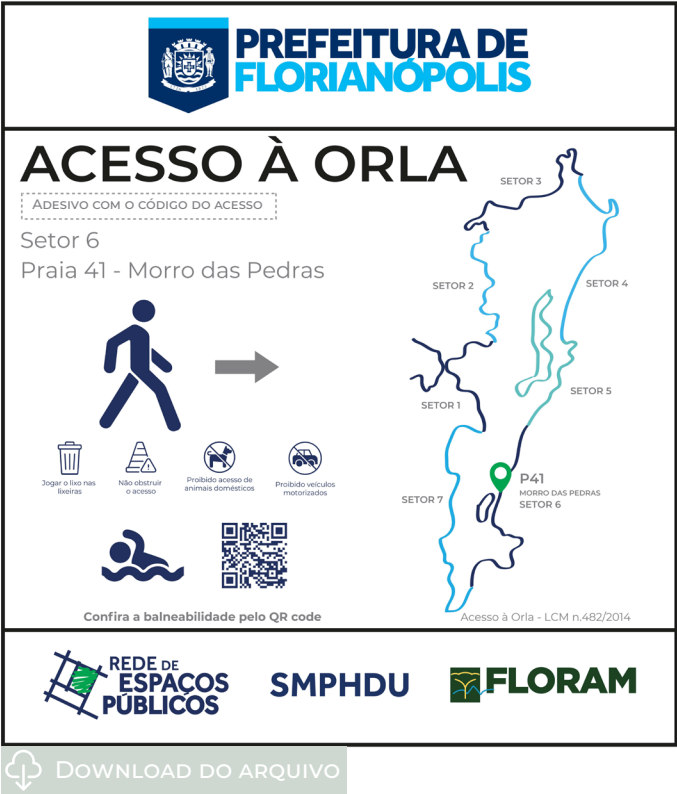 PREFEITURA DE
FLORIANÓPOLIS
ACESSO À ORLA
ADESIVO COM O CÓDIGO DO ACESSO
Setor 6
Praia 41 - Morro das Pedras
SETOR 3
SETOR 2
SETOR 4
SETOR 1
SETOR 5
SETOR 7
P41
MORRO DAS PEDRAS
SETOR 6
Jogar o lixo nas
lixeiras
Não obstruir
o acesso
Proibido acesso de
animais domésticos
Proibido veículos
motorizados
Confira a balneabilidade pelo QR code
Acesso à Orla - LCM n.482/2014
REDE DE
ESPAÇOS
PÚBLICOS
SMPHDU
FLORAM
DOWNLOAD DO ARQUIVO